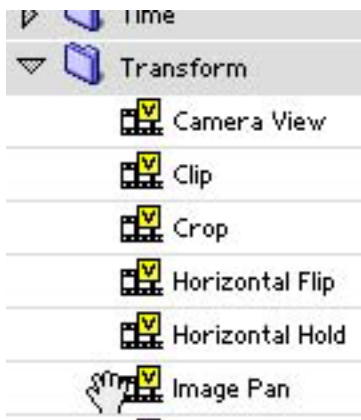 Time
Transform
V Camera View
V Clip
V Crop
V Horizontal Flip
V Horizontal Hold
V Image Pan